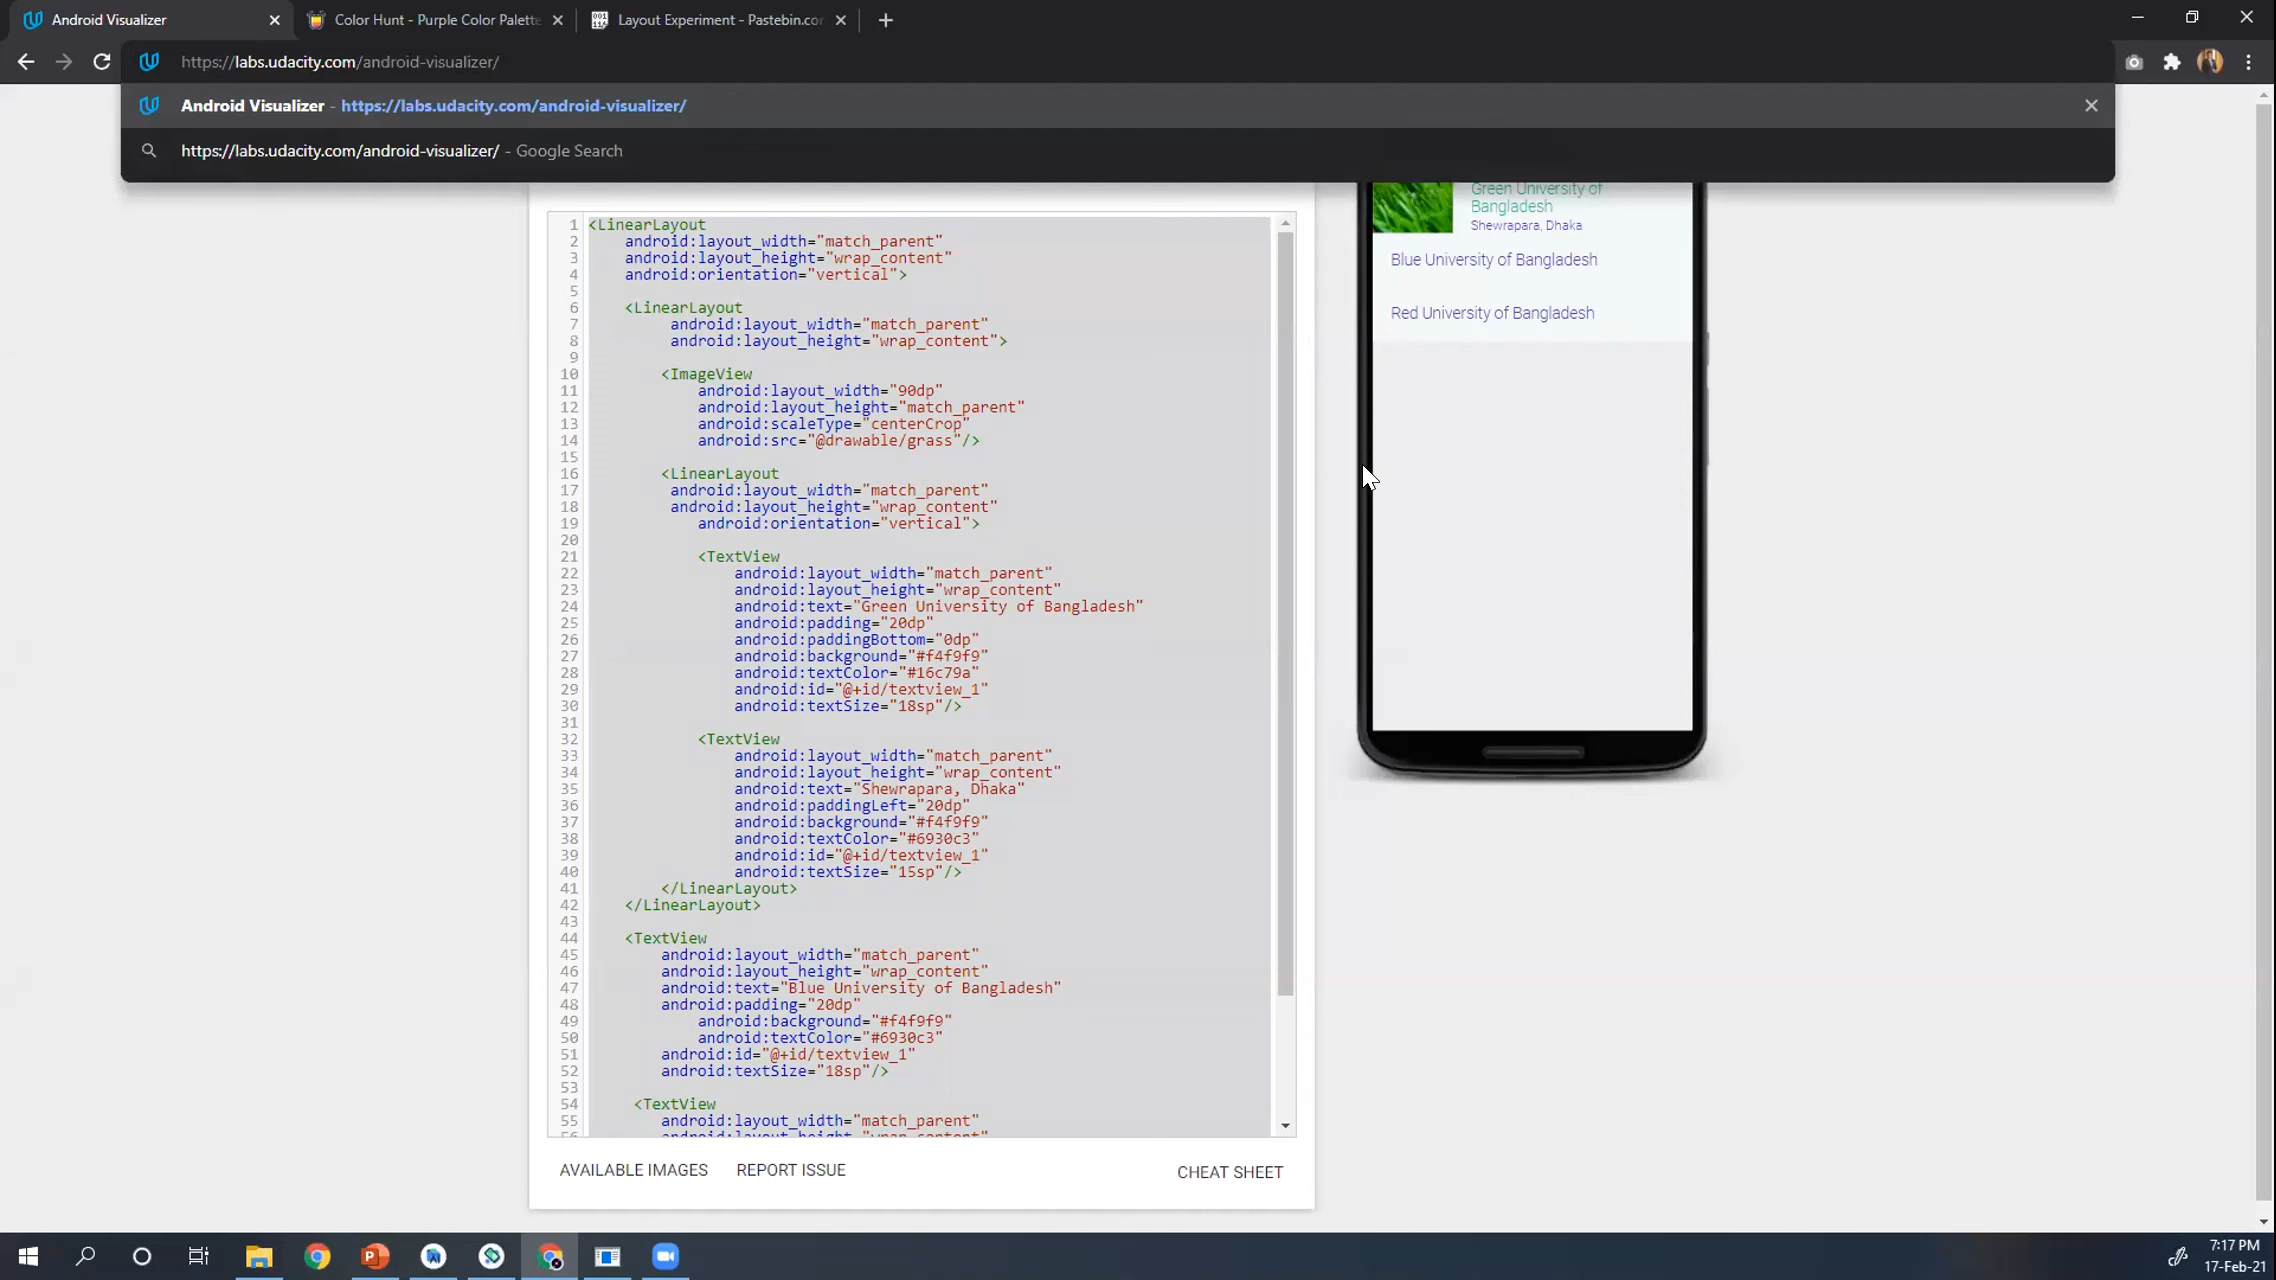 Android Visualizer
Color Hunt - Purple Color Palette
Layout Experiment - Pastebin.co
https://labs.udacity.com/android-visualizer/
Android Visualizer - https://labs.udacity.com/android-visualizer/
https://labs.udacity.com/android-visualizer/ - Google Search
1 <LinearLayout
2 android:layout_width="match_parent"
3 android:layout_height="wrap_content"
4 android:orientation="vertical">
5
6 <LinearLayout
7 android:layout_width="match_parent"
8 android:layout_height="wrap_content">
9
10 <ImageView
11 android:layout_width="90dp"
12 android:layout_height="match_parent"
13 android:scaleType="centerCrop"
14 android:src="@drawable/grass"/>
15
16 <LinearLayout
17 android:layout_width="match_parent"
18 android:layout_height="wrap_content"
19 android:orientation="vertical">
20
21 <TextView
22 android:layout_width="match_parent"
23 android:layout_height="wrap_content"
24 android:text="Green University of Bangladesh"
25 android:padding="20dp"
26 android:paddingBottom="0dp"
27 android:background="#f4f9f9"
28 android:textColor="#16c79a"
29 android:id="@+id/textview_1"
30 android:textSize="18sp"/>
31
32 <TextView
33 android:layout_width="match_parent"
34 android:layout_height="wrap_content"
35 android:text="Shewrapara, Dhaka"
36 android:paddingLeft="20dp"
37 android:background="#f4f9f9"
38 android:textColor="#6930c3"
39 android:id="@+id/textview_1"
40 android:textSize="15sp"/>
41 </LinearLayout>
42 </LinearLayout>
43
44 <TextView
45 android:layout_width="match_parent"
46 android:layout_height="wrap_content"
47 android:text="Blue University of Bangladesh"
48 android:padding="20dp"
49 android:background="#f4f9f9"
50 android:textColor="#6930c3"
51 android:id="@+id/textview_1"
52 android:textSize="18sp"/>
53
54 <TextView
55 android:layout_width="match_parent"
56 android:layout_height="wrap_content"
Green University of
Bangladesh
Shewrapara, Dhaka
Blue University of Bangladesh
Red University of Bangladesh
AVAILABLE IMAGES
REPORT ISSUE
CHEAT SHEET
7:17 PM
17-Feb-21